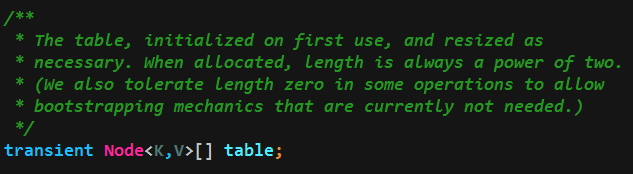 /**
* The table, initialized on first use, and resized as
* necessary. When allocated, length is always a power of two.
* (We also tolerate length zero in some operations to allow
* bootstrapping mechanics that are currently not needed.)
*/
transient Node<K,V>[] table;